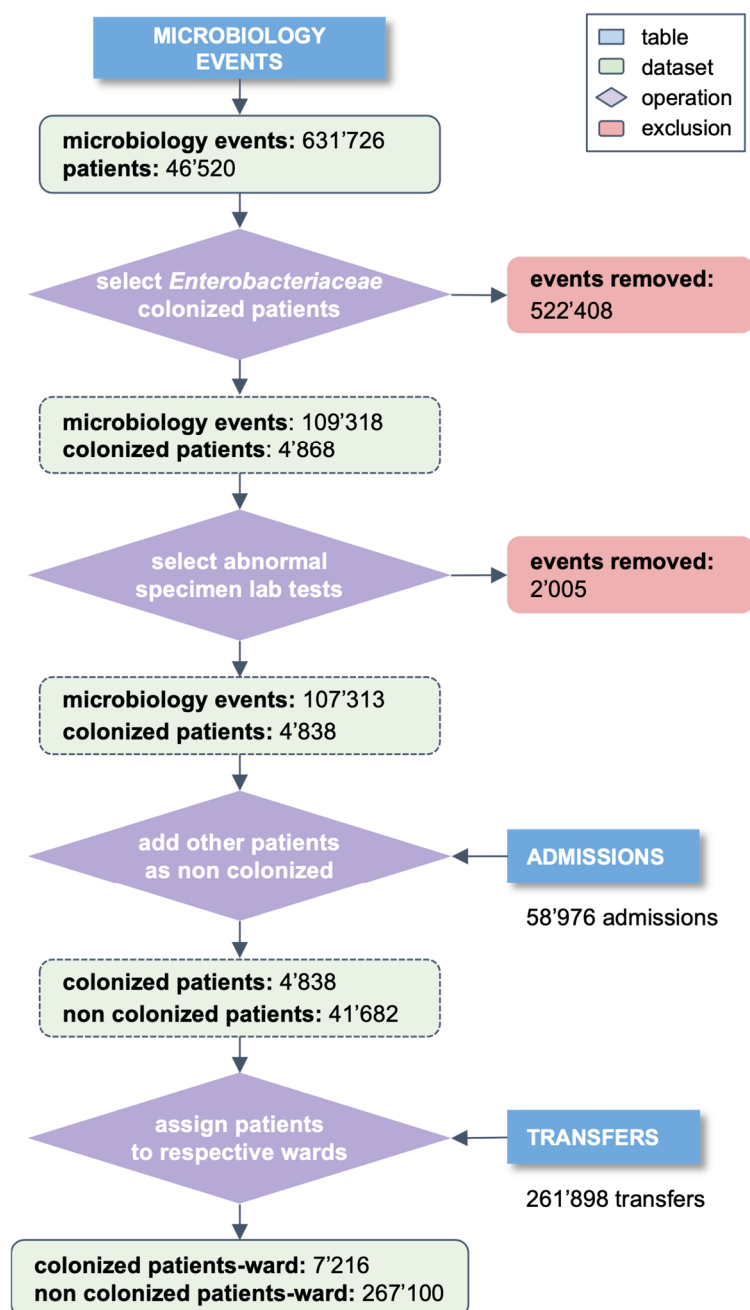 MICROBIOLOGY
EVENTS
table
dataset
operation
exclusion
microbiology events: 631'726
patients: 46'520
select Enterobacteriaceae
colonized patients
events removed:
522'408
microbiology events: 109'318
colonized patients: 4'868
select abnormal
specimen lab tests
events removed:
2'005
microbiology events: 107'313
colonized patients: 4'838
add other patients
as non colonized
ADMISSIONS
58'976 admissions
colonized patients: 4'838
non colonized patients: 41'682
assign patients
to respective wards
TRANSFERS
261'898 transfers
colonized patients-ward: 7'216
non colonized patients-ward: 267'100